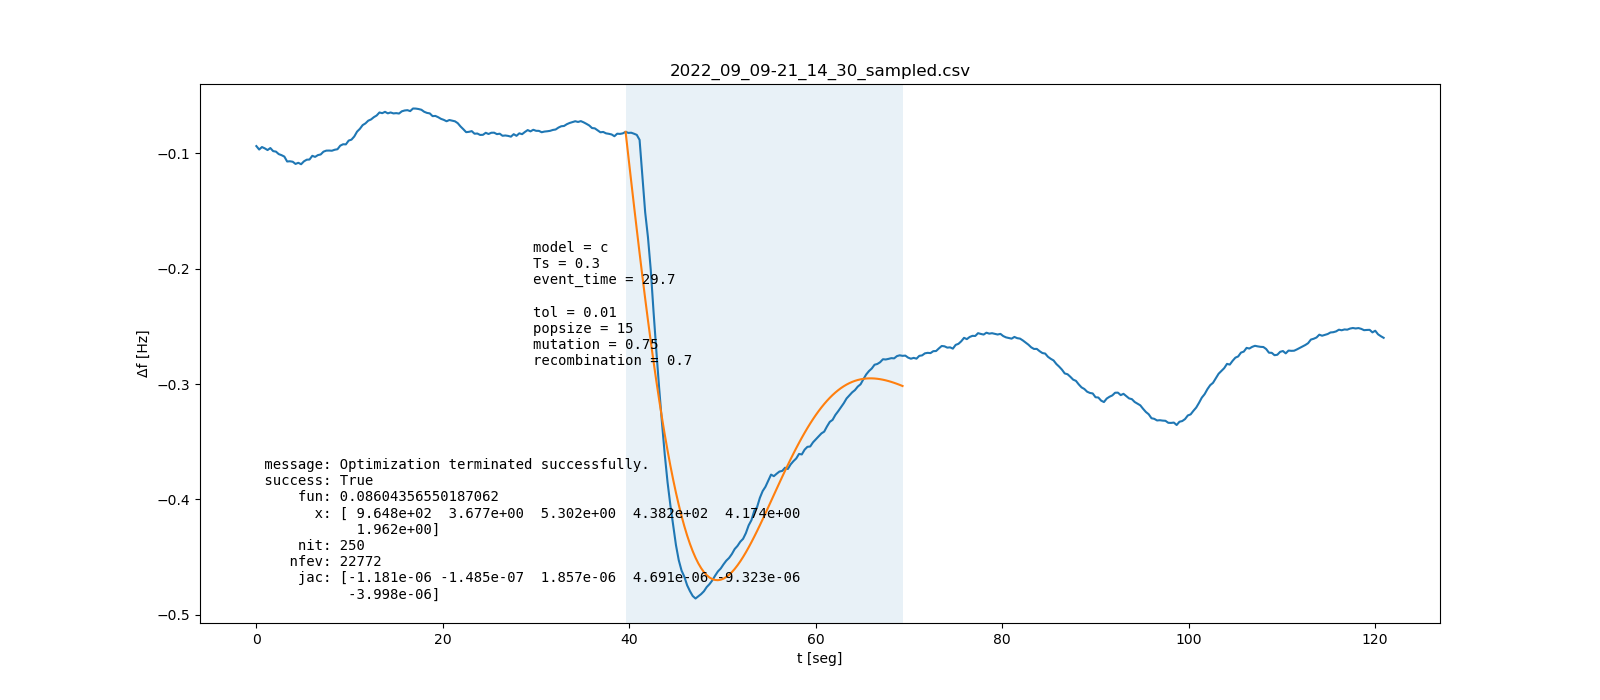 2022_09_09-21_14_30_sampled.csv
−0.1
−0.2
−0.3
−0.4
−0.5
Δf [Hz]
model = c
Ts = 0.3
event_time = 29.7
tol = 0.01
popsize = 15
mutation = 0.75
recombination = 0.7
message: Optimization terminated successfully.
success: True
fun: 0.08604356550187062
x: [ 9.648e+02  3.677e+00  5.302e+00  4.382e+02  4.174e+00
1.962e+00]
nit: 250
nfev: 22772
jac: [-1.181e-06 -1.485e-07  1.857e-06  4.691e-06 -9.323e-06
-3.998e-06]
0 20 40 60 80 100 120
t [seg]